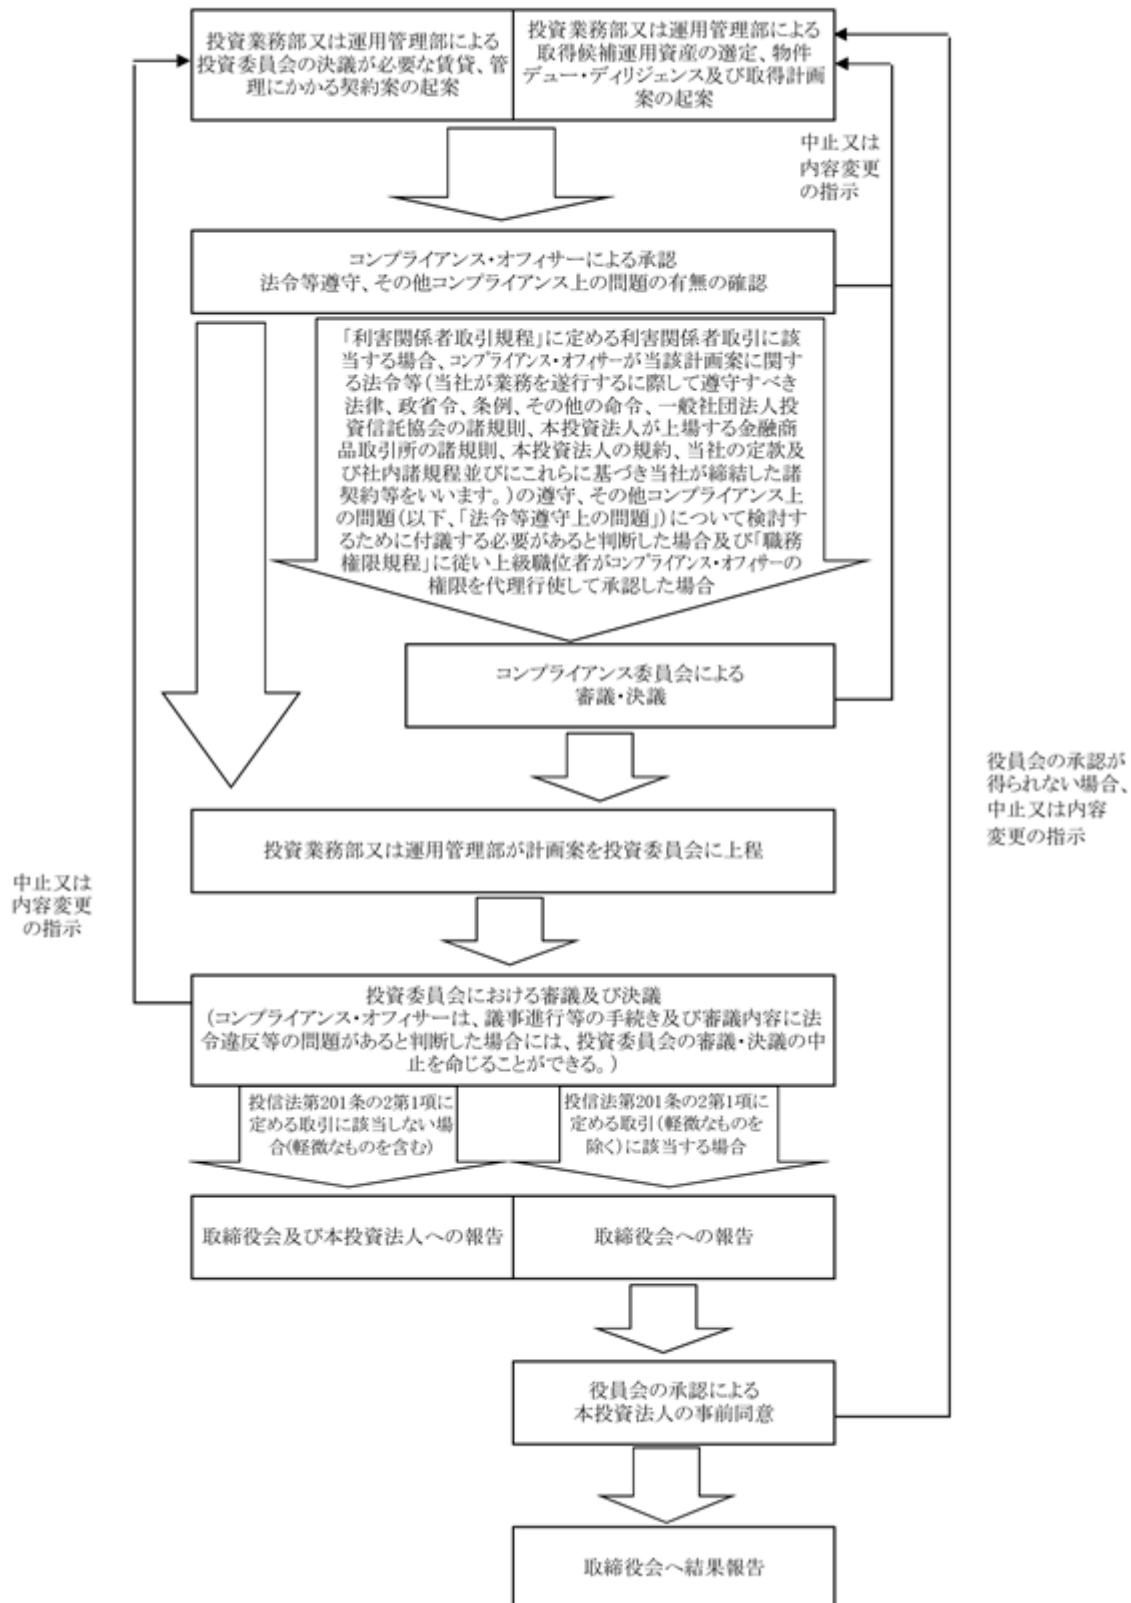 投資業務部又は運用管理部による
投資委員会の決議が必要な賃貸、管
理にかかる契約案の起案
投資業務部又は運用管理部による
取得候補運用資産の選定、物件
デュー・ディリジェンス及び取得計画
案の起案
中止又は
内容変更
の指示
コンプライアンス・オフィサーによる承認
法令等遵守、その他コンプライアンス上の問題の有無の確認
「利害関係者取引規程」に定める利害関係者取引に該
当する場合、コンプライアンス・オフィサーが当該計画案に関す
る法令等(当社が業務を遂行するに際して遵守すべき
法律、政省令、条例、その他の命令、一般社団法人投
資信託協会の諸規則、本投資法人が上場する金融商
品取引所の諸規則、本投資法人の規約、当社の定款及
び社内諸規程並びにこれらに基づき当社が締結した諸
契約等をいいます。)の遵守、その他コンプライアンス上
の問題(以下、「法令等遵守上の問題」)について検討す
るために付議する必要があると判断した場合及び「職務
権限規程」に従い上級職位者がコンプライアンス・オフィサーの
権限を代理行使して承認した場合
コンプライアンス委員会による
審議・決議
役員会の承認が
得られない場合、
中止又は内容
変更の指示
投資業務部又は運用管理部が計画案を投資委員会に上程
中止又は
内容変更
の指示
投資委員会における審議及び決議
(コンプライアンス・オフィサーは、議事進行等の手続き及び審議内容に法
令違反等の問題があると判断した場合には、投資委員会の審議・決議の中
止を命じることができる。)
投信法第201条の2第1項に
定める取引に該当しない場
合(軽微なものを含む)
投信法第201条の2第1項に
定める取引(軽微なものを
除く)に該当する場合
取締役会及び本投資法人への報告
取締役会への報告
役員会の承認による
本投資法人の事前同意
取締役会へ結果報告